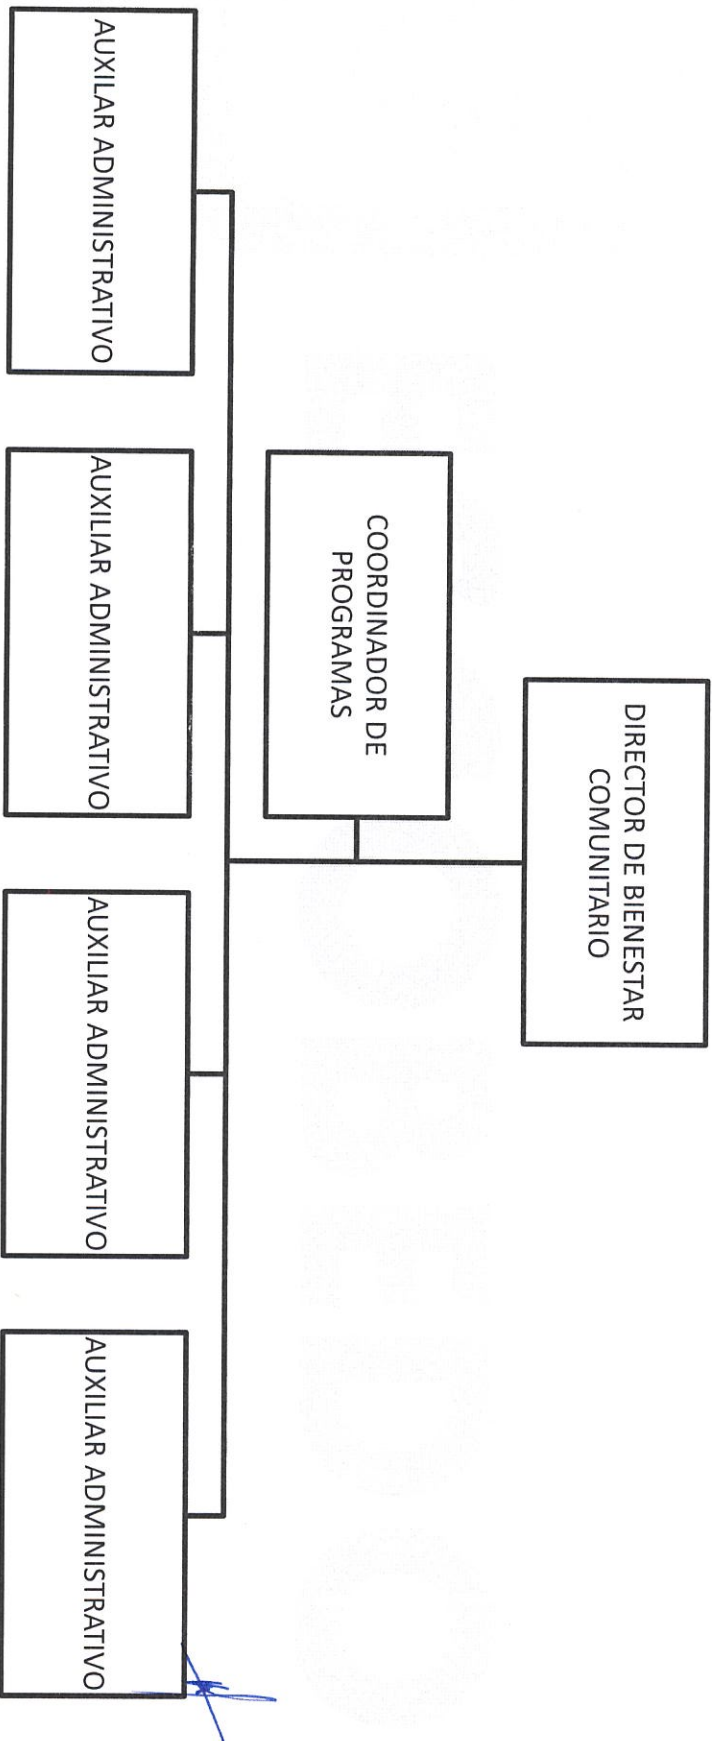 DIRECTOR DE BIENESTAR
COMUNITARIO
COORDINADOR DE
PROGRAMAS
AUXILAR ADMINISTRATIVO
AUXILIAR ADMINISTRATIVO
AUXILIAR ADMINISTRATIVO
AUXILIAR ADMINISTRATIVO